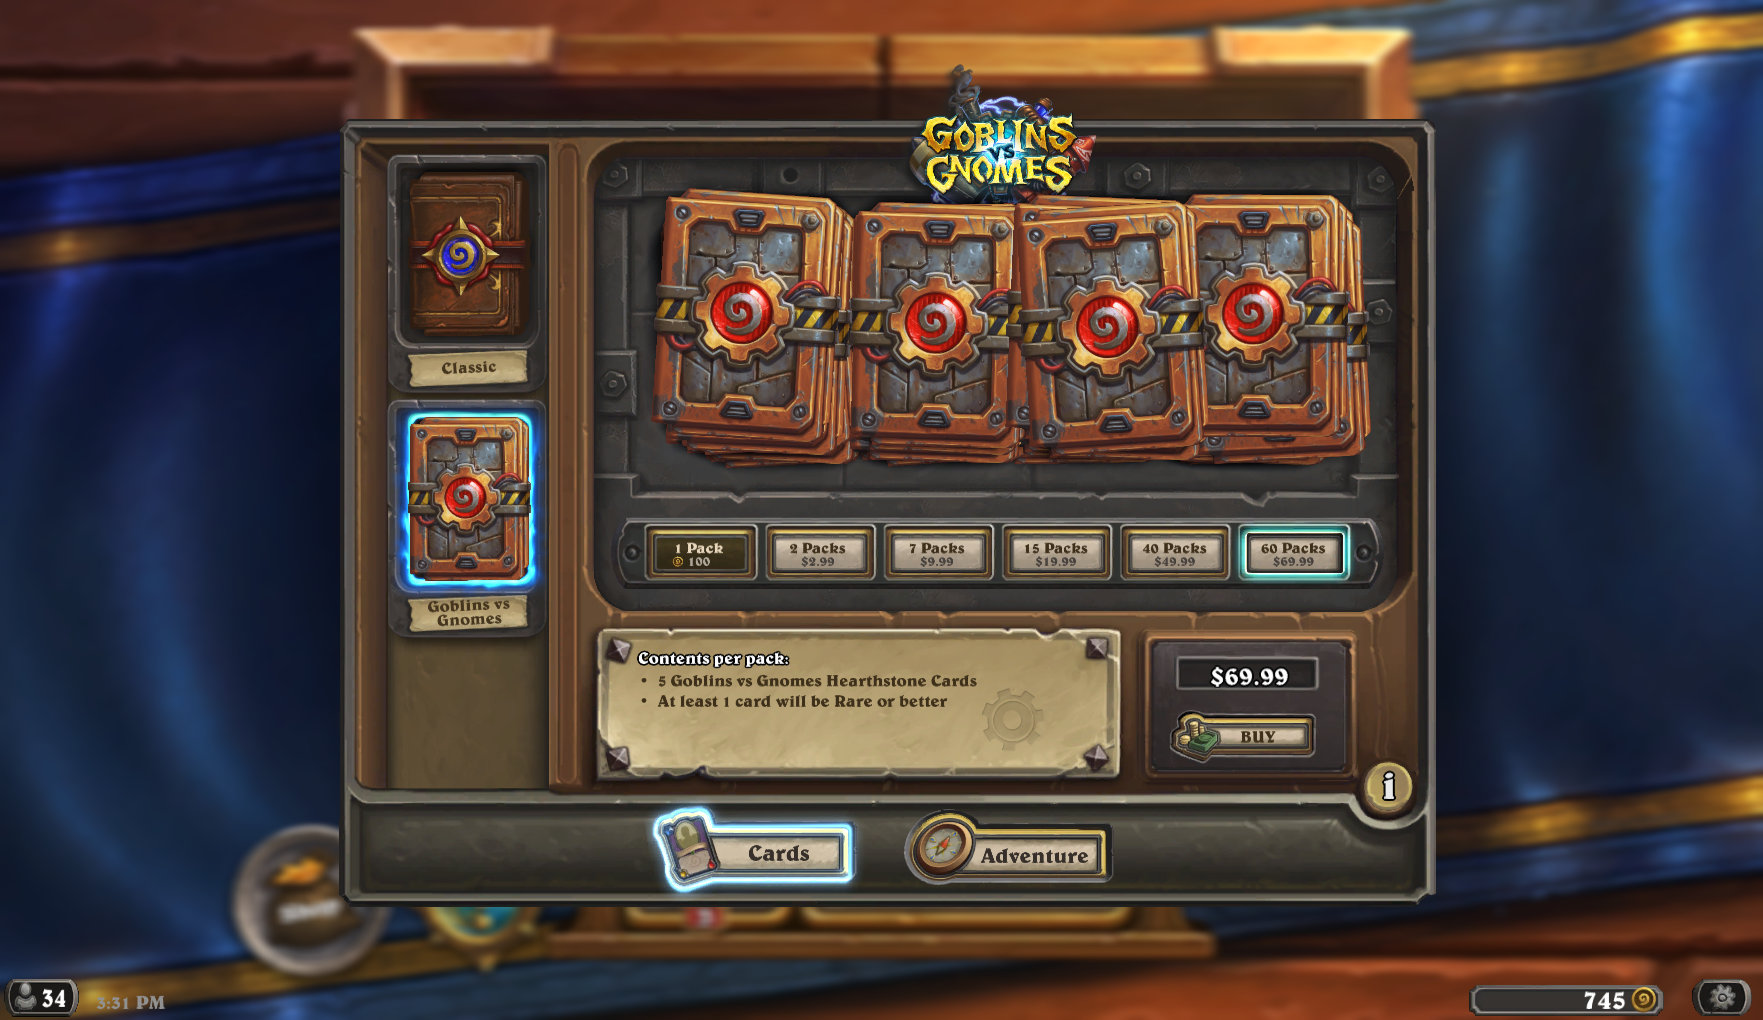 GOBLINS
VS
GNOMES
Classic
Goblins vs
Gnomes
1 Pack
100
2 Packs
$2.99
7 Packs
$9.99
15 Packs
$19.99
40 Packs
$49.99
60 Packs
$69.99
Contents per pack:
• 5 Goblins vs Gnomes Hearthstone Cards
• At least 1 card will be Rare or better
$69.99
BUY
i
Cards
Adventure
34
3:31 PM
745